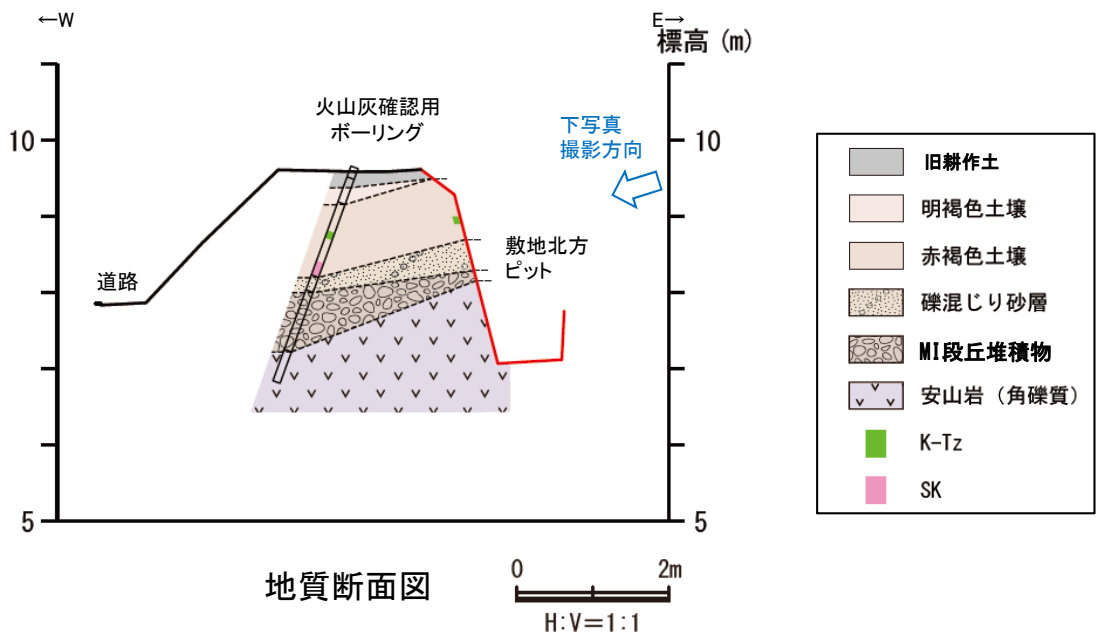 ←W
E→
標高 (m)
火山灰確認用
ボーリング
下写真
撮影方向
10
10
道路
敷地北方
ピット
5
5
地質断面図
0 2m
H:V=1:1
旧耕作土
明褐色土壌
赤褐色土壌
礫混じり砂層
MI段丘堆積物
安山岩（角礫質）
K-Tz
SK